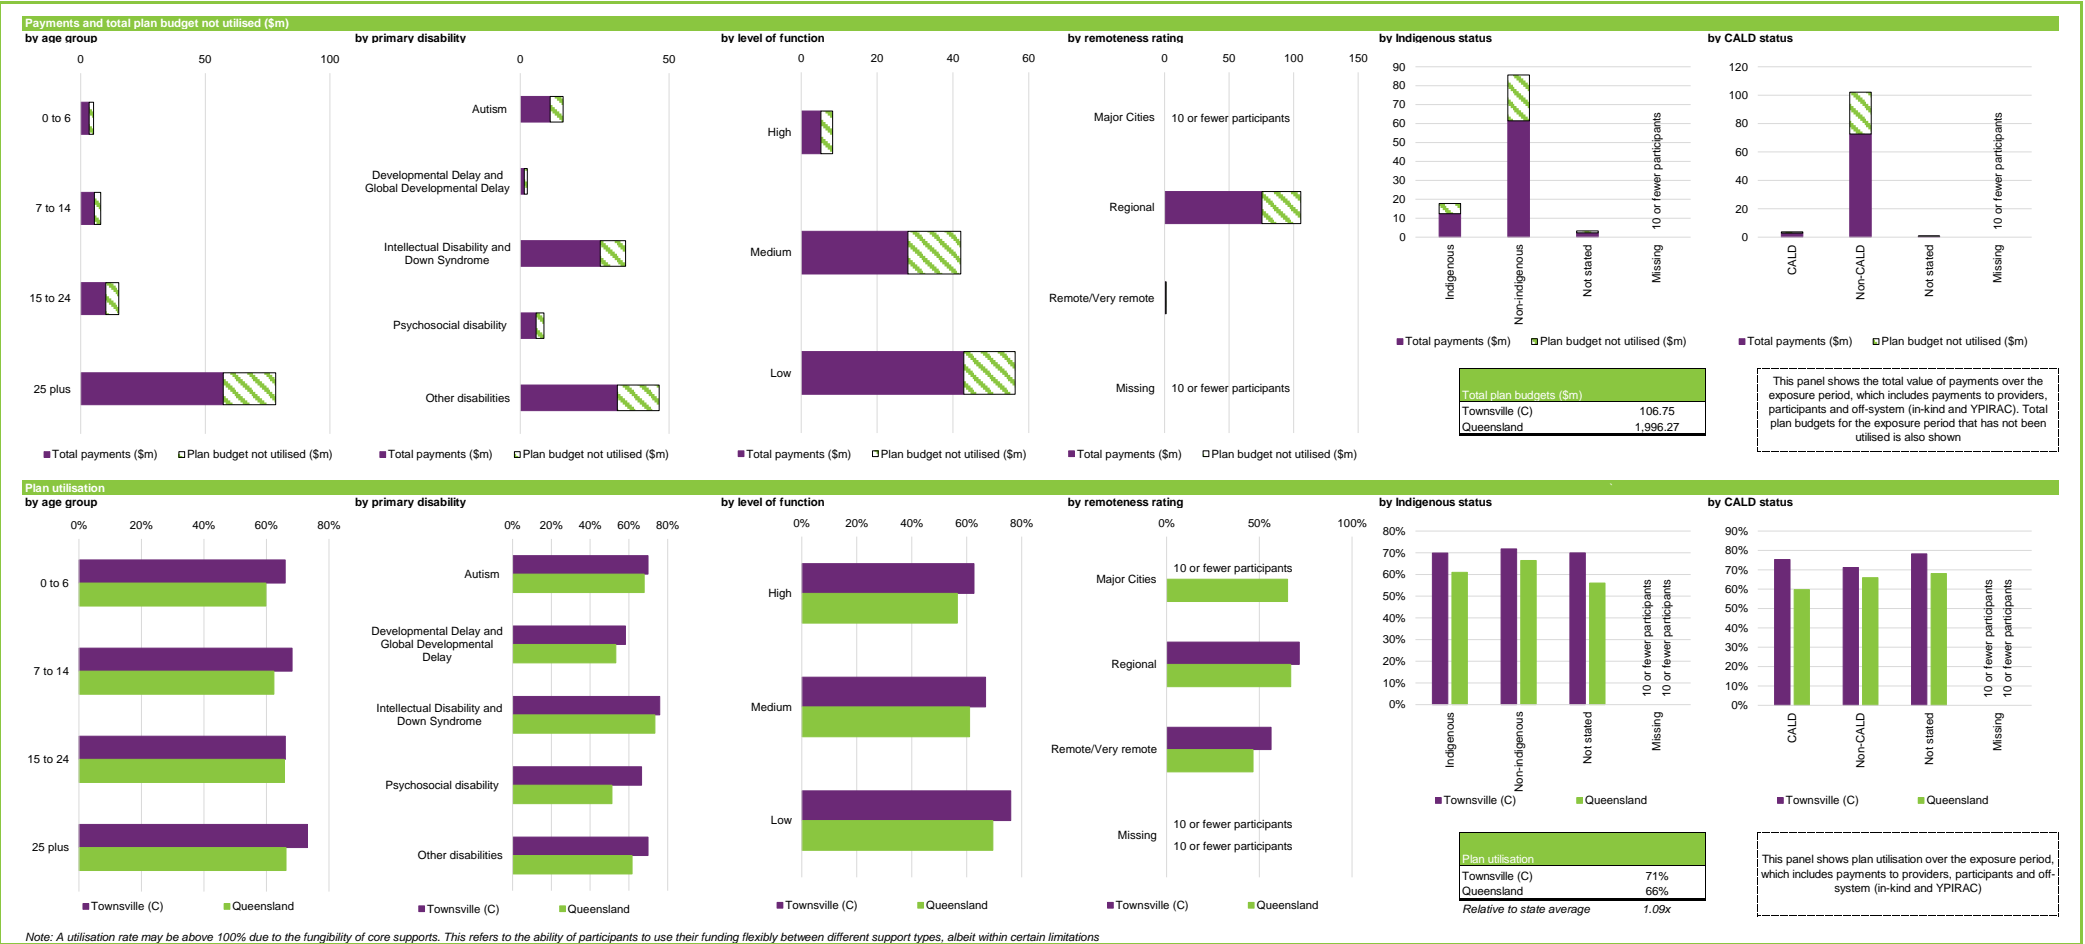 Payments and total plan budget not utilised ($m)
by age group
0 50 100
0 to 6
7 to 14
15 to 24
25 plus
Total payments ($m) Plan budget not utilised ($m)
by primary disability
0 50
Autism
Developmental Delay and
Global Developmental Delay
Intellectual Disability and
Down Syndrome
Psychosocial disability
Other disabilities
Total payments ($m) Plan budget not utilised ($m)
by level of function
0 20 40 60
High
Medium
Low
Total payments ($m) Plan budget not utilised ($m)
by remoteness rating
0 50 100 150
Major Cities 10 or fewer participants
Regional
Remote/Very remote
Missing 10 or fewer participants
Total payments ($m) Plan budget not utilised ($m)
by Indigenous status
90
80
70
60
50
40
30
20
10
0
10 or fewer participants
Indigenous
Non-indigenous
Not stated
Missing
Total payments ($m) Plan budget not utilised ($m)
Total plan budgets ($m)
Townsville (C) 106.75
Queensland 1,996.27
by CALD status
120
100
80
60
40
20
0
10 or fewer participants
CALD
Non-CALD
Not stated
Missing
Total payments ($m) Plan budget not utilised ($m)
This panel shows the total value of payments over the
exposure period, which includes payments to providers,
participants and off-system (in-kind and YPIRAC). Total
plan budgets for the exposure period that has not been
utilised is also shown
Plan utilisation
by age group
0% 20% 40% 60% 80%
0 to 6
7 to 14
15 to 24
25 plus
Townsville (C) Queensland
by primary disability
0% 20% 40% 60% 80%
Autism
Developmental Delay and
Global Developmental
Delay
Intellectual Disability and
Down Syndrome
Psychosocial disability
Other disabilities
Townsville (C) Queensland
by level of function
0% 20% 40% 60% 80%
High
Medium
Low
Townsville (C) Queensland
by remoteness rating
0% 50% 100%
Major Cities 10 or fewer participants
Regional
Remote/Very remote
Missing 10 or fewer participants
10 or fewer participants
Townsville (C) Queensland
by Indigenous status
80%
70%
60%
50%
40%
30%
20%
10%
0%
10 or fewer participants
10 or fewer participants
Indigenous
Non-indigenous
Not stated
Missing
Townsville (C) Queensland
Plan utilisation
Townsville (C) 71%
Queensland 66%
Relative to state average 1.09x
by CALD status
90%
80%
70%
60%
50%
40%
30%
20%
10%
0%
10 or fewer participants
10 or fewer participants
CALD
Non-CALD
Not stated
Missing
Townsville (C) Queensland
This panel shows plan utilisation over the exposure period,
which includes payments to providers, participants and off-
system (in-kind and YPIRAC)
Note: A utilisation rate may be above 100% due to the fungibility of core supports. This refers to the ability of participants to use their funding flexibly between different support types, albeit within certain limitations